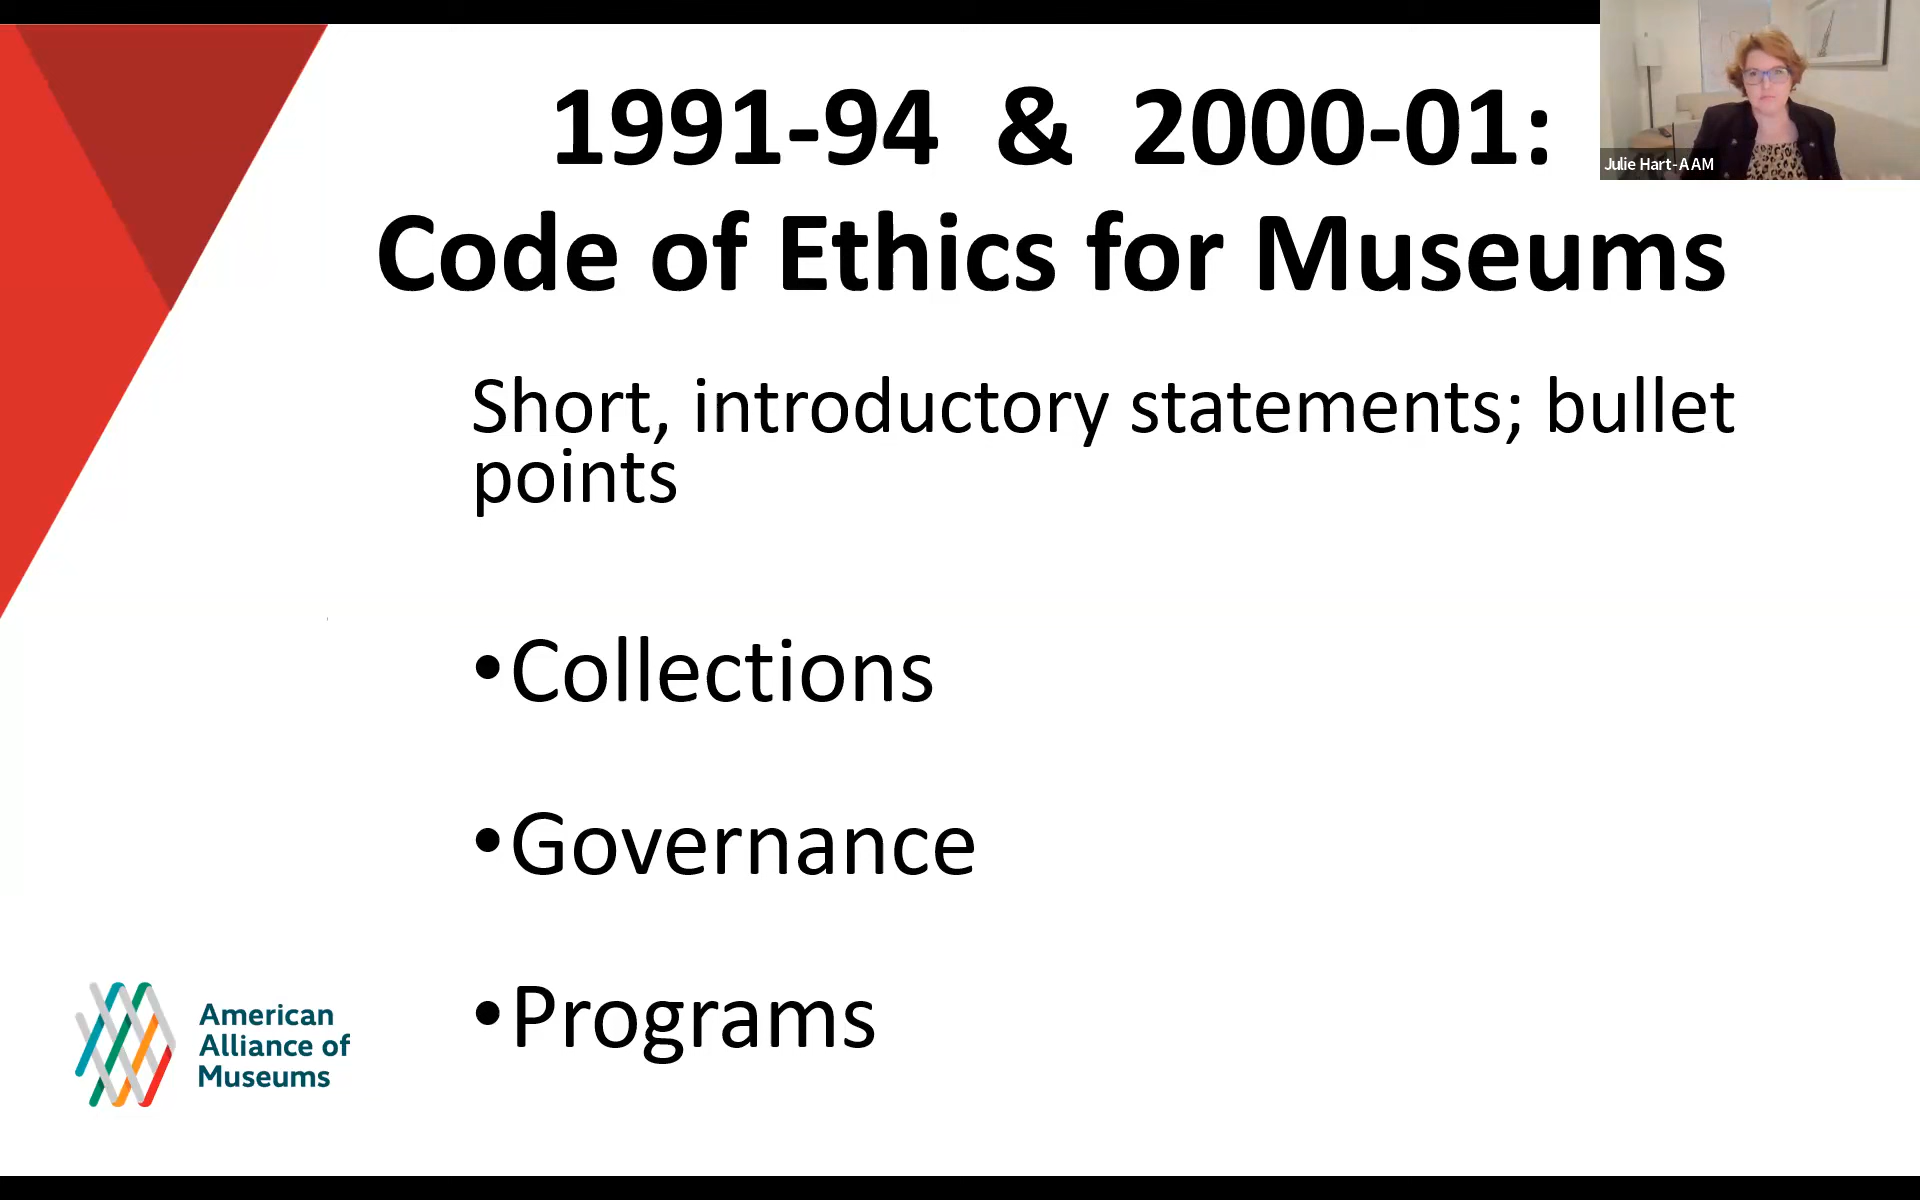 1991-94 & 2000-01:
Code of Ethics for Museums
Julie Hart-AAM
Short, introductory statements; bullet
points
•Collections
•Governance
•Programs
American
Alliance of
Museums